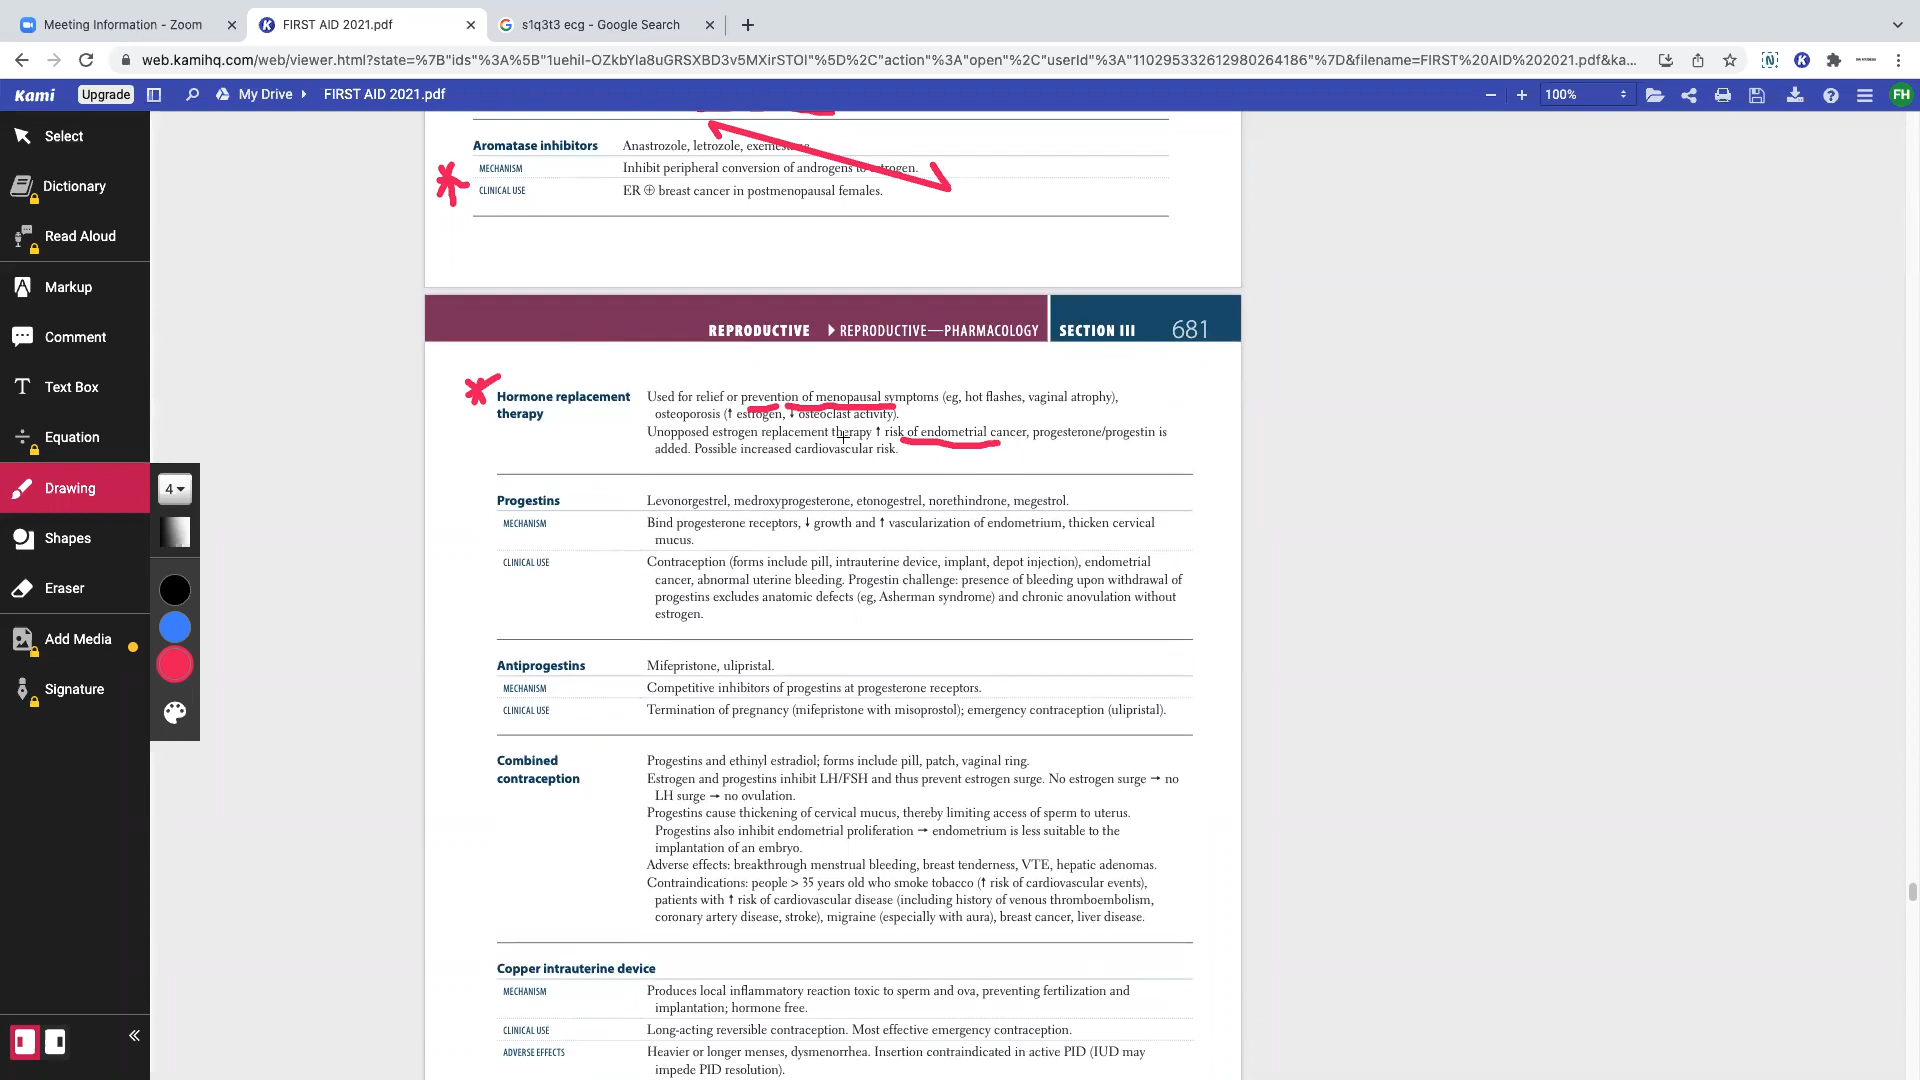 Meeting Information - Zoom
FIRST AID 2021.pdf
s1q3t3 ecg - Google Search
web.kamihq.com/web/viewer.html?state=%7B"ids"%3A%5B"1uehiI-OZkbYla8uGRSXBD3v5MXirSTOI"%5D%2C"action"%3A"open"%2C"userId"%3A"110295332612980264186"%7D&filename=FIRST%20AID%202021.pdf&ka...
Kami
Upgrade
My Drive
FIRST AID 2021.pdf
100%
FH
Select
Dictionary
Read Aloud
Markup
Comment
Text Box
Equation
Drawing
Shapes
Eraser
Add Media
Signature
4
Aromatase inhibitors Anastrozole, letrozole, exemestane.
MECHANISM Inhibit peripheral conversion of androgens to estrogen.
CLINICAL USE ER ⊕ breast cancer in postmenopausal females.
REPRODUCTIVE ▶ REPRODUCTIVE—PHARMACOLOGY SECTION III 681
Hormone replacement Used for relief or prevention of menopausal symptoms (eg, hot flashes, vaginal atrophy),
therapy osteoporosis (↑ estrogen, ↓ osteoclast activity).
Unopposed estrogen replacement therapy ↑ risk of endometrial cancer, progesterone/progestin is
added. Possible increased cardiovascular risk.
Progestins Levonorgestrel, medroxyprogesterone, etonogestrel, norethindrone, megestrol.
MECHANISM Bind progesterone receptors, ↓ growth and ↑ vascularization of endometrium, thicken cervical
mucus.
CLINICAL USE Contraception (forms include pill, intrauterine device, implant, depot injection), endometrial
cancer, abnormal uterine bleeding. Progestin challenge: presence of bleeding upon withdrawal of
progestins excludes anatomic defects (eg, Asherman syndrome) and chronic anovulation without
estrogen.
Antiprogestins Mifepristone, ulipristal.
MECHANISM Competitive inhibitors of progestins at progesterone receptors.
CLINICAL USE Termination of pregnancy (mifepristone with misoprostol); emergency contraception (ulipristal).
Combined Progestins and ethinyl estradiol; forms include pill, patch, vaginal ring.
contraception Estrogen and progestins inhibit LH/FSH and thus prevent estrogen surge. No estrogen surge → no
LH surge → no ovulation.
Progestins cause thickening of cervical mucus, thereby limiting access of sperm to uterus.
Progestins also inhibit endometrial proliferation → endometrium is less suitable to the
implantation of an embryo.
Adverse effects: breakthrough menstrual bleeding, breast tenderness, VTE, hepatic adenomas.
Contraindications: people > 35 years old who smoke tobacco (↑ risk of cardiovascular events),
patients with ↑ risk of cardiovascular disease (including history of venous thromboembolism,
coronary artery disease, stroke), migraine (especially with aura), breast cancer, liver disease.
Copper intrauterine device
MECHANISM Produces local inflammatory reaction toxic to sperm and ova, preventing fertilization and
implantation; hormone free.
CLINICAL USE Long-acting reversible contraception. Most effective emergency contraception.
ADVERSE EFFECTS Heavier or longer menses, dysmenorrhea. Insertion contraindicated in active PID (IUD may
impede PID resolution).